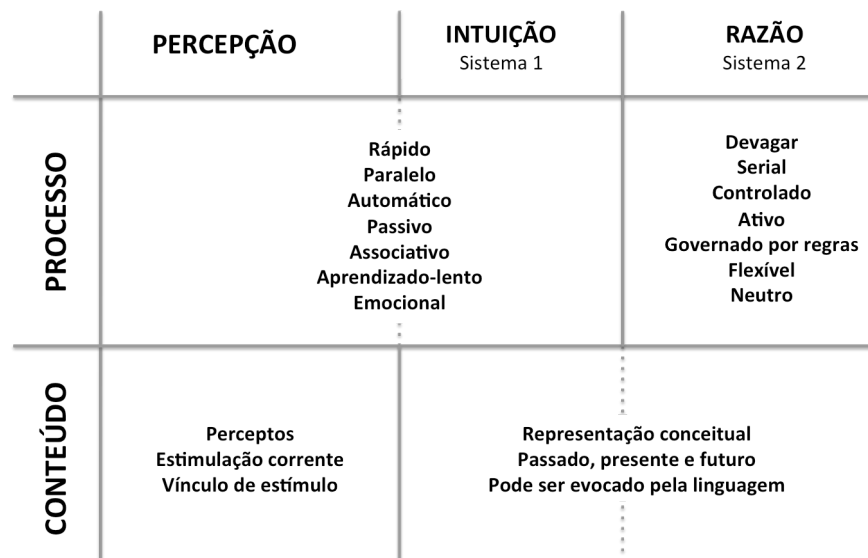 PERCEPÇÃO
INTUIÇÃO
Sistema 1
RAZÃO
Sistema 2
PROCESSO
Rápido
Paralelo
Automático
Passivo
Associativo
Aprendizado-lento
Emocional
Devagar
Serial
Controlado
Ativo
Governado por regras
Flexível
Neutro
CONTEÚDO
Perceptos
Estimulação corrente
Vínculo de estímulo
Representação conceitual
Passado, presente e futuro
Pode ser evocado pela linguagem